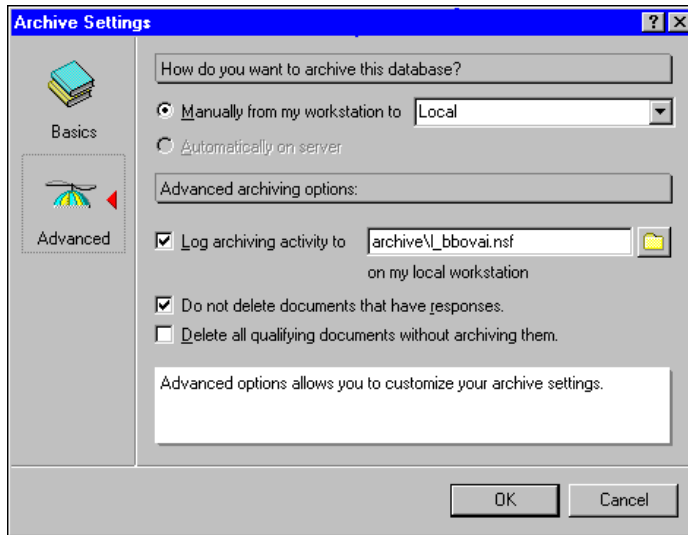 Archive Settings
How do you want to archive this database?
Manually from my workstation to Local
Automatically on server
Basics
Advanced archiving options:
Advanced
Log archiving activity to archive\l_bbovai.nsf
on my local workstation
Do not delete documents that have responses.
Delete all qualifying documents without archiving them.
Advanced options allows you to customize your archive settings.
OK Cancel